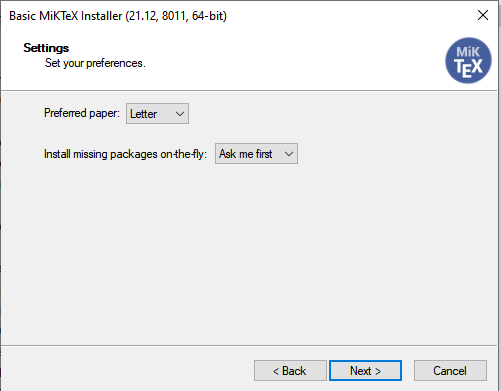 Basic MiKTeX Installer (21.12, 8011, 64-bit)
Settings
Set your preferences.
MiK
TEX
Preferred paper: Letter
Install missing packages on-the-fly: Ask me first
< Back Next > Cancel